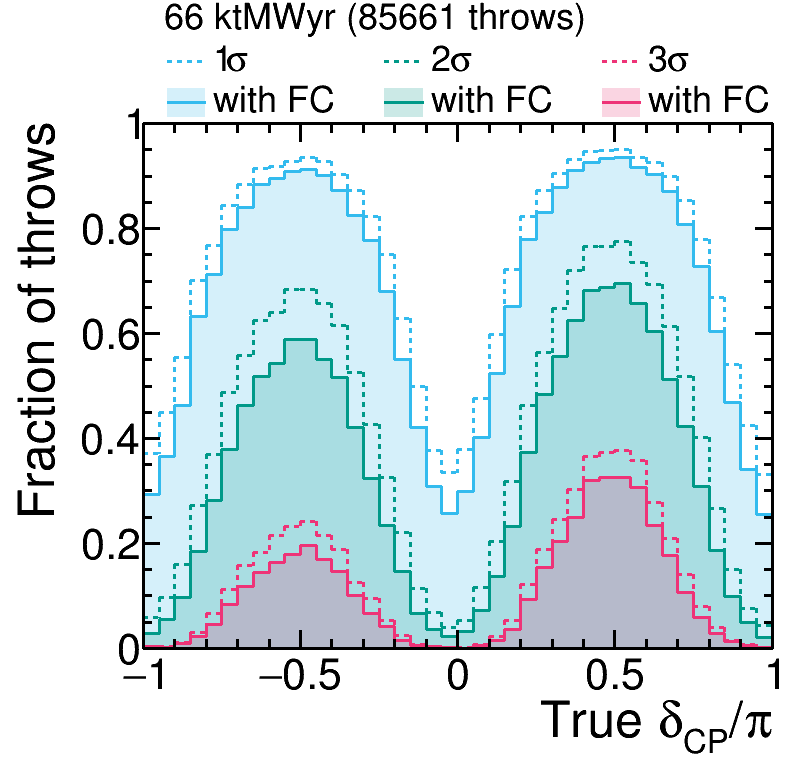 66 ktMWyr (85661 throws)
1σ 2σ 3σ
with FC with FC with FC
Fraction of throws
1
0.8
0.6
0.4
0.2
0
−1 −0.5 0 0.5 1
True δCP/π